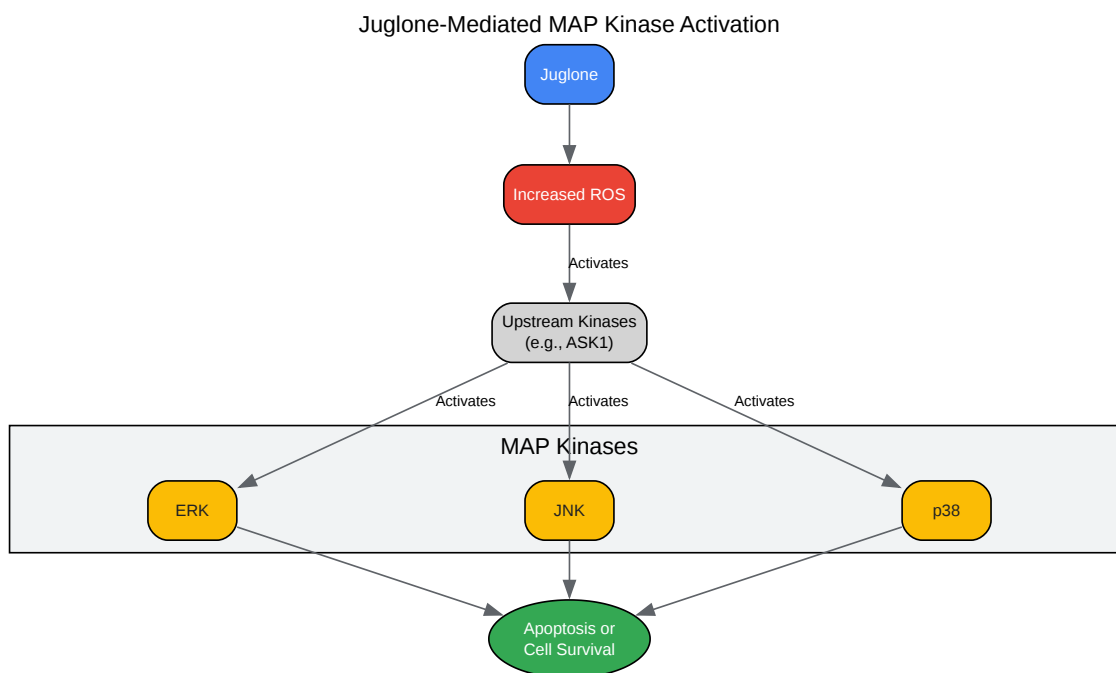 Juglone-Mediated MAP Kinase Activation
Juglone
Increased ROS
Activates
Upstream Kinases
(e.g., ASK1)
Activates
Activates
Activates
MAP Kinases
ERK
JNK
p38
Apoptosis or
Cell Survival